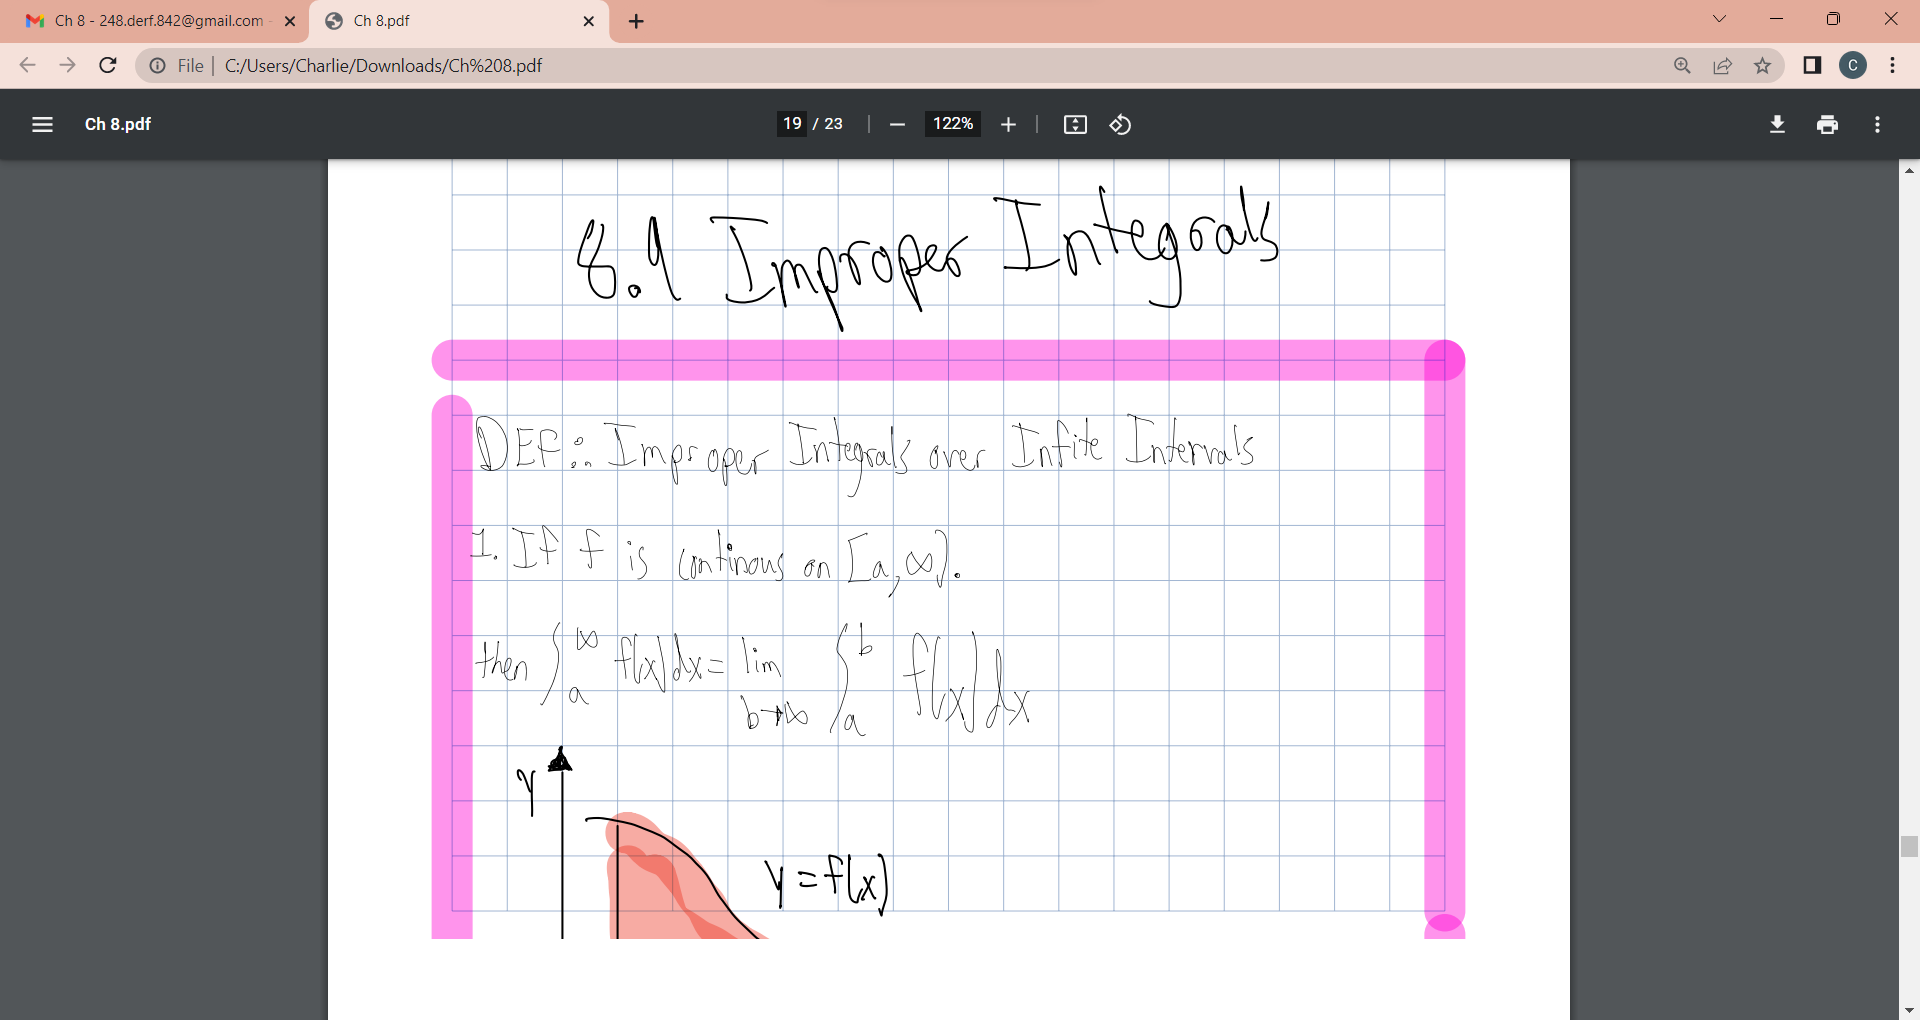 Ch 8 - 248.derf.842@gmail.com -
Ch 8.pdf
File | C:/Users/Charlie/Downloads/Ch%208.pdf
C
Ch 8.pdf
19 / 23
122%
8.9 Improper Integrals
DEF:. Improper Integrals over Infite Intervals
1. If f is continous on [a, ∞).
then ∫_a^∞ f(x)dx = lim_{b→∞} ∫_a^b f(x)dx
y
y = f(x)